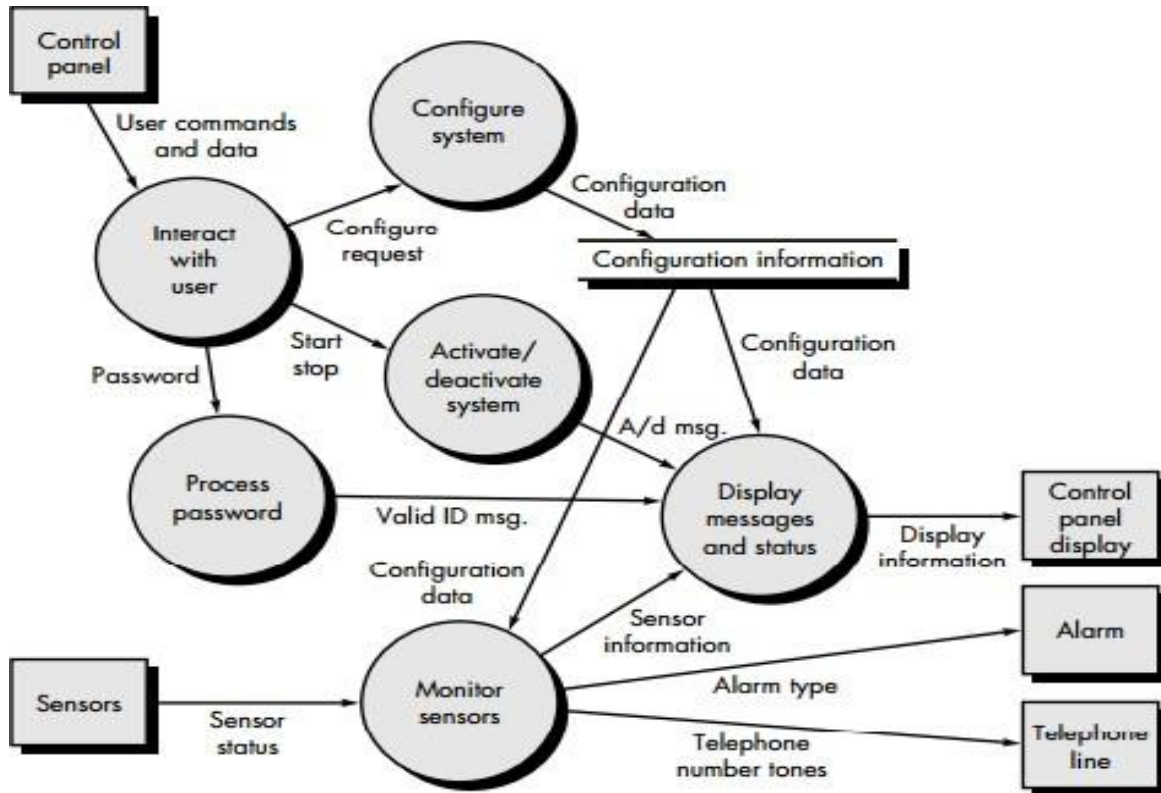 Control
panel
User commands
and data
Configure
system
Interact
with
user
Configure
request
Configuration
data
Configuration information
Start
stop
Activate/
deactivate
system
Configuration
data
Password
A/d msg.
Process
password
Valid ID msg.
Display
messages
and status
Display
information
Control
panel
display
Configuration
data
Sensor
information
Alarm
Sensors
Sensor
status
Monitor
sensors
Alarm type
Telephone
number tones
Telephone
line